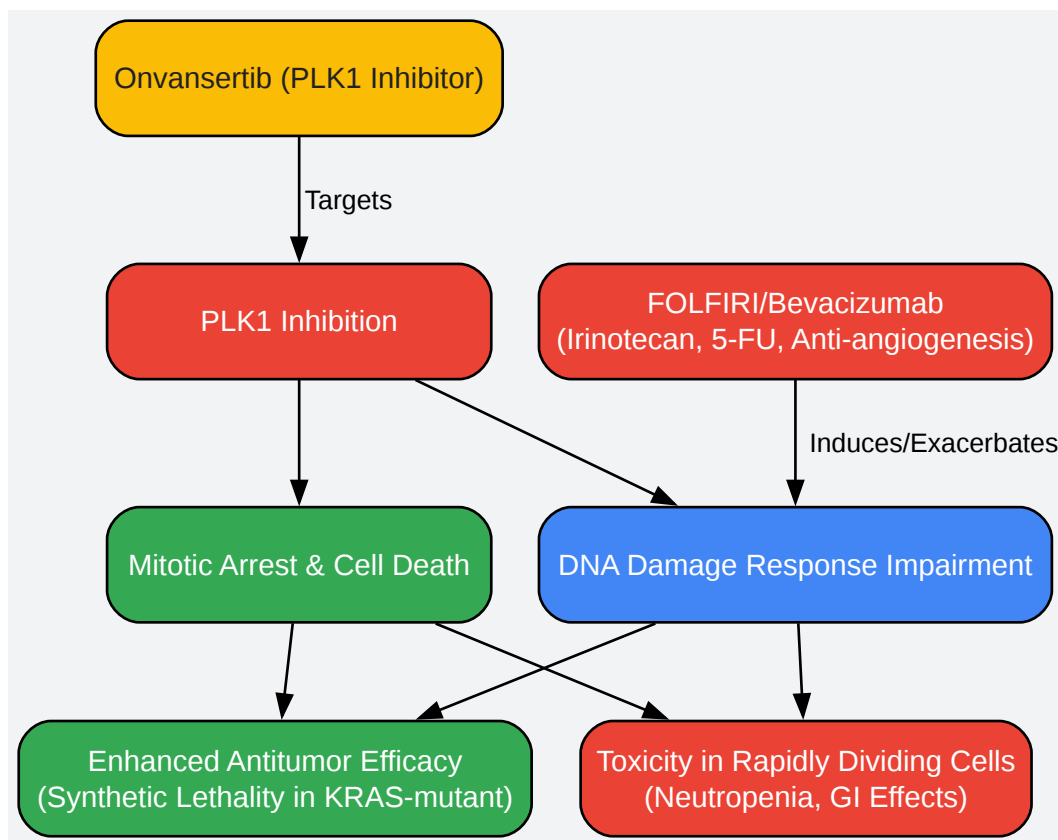 Onvansertib (PLK1 Inhibitor)
Targets
PLK1 Inhibition
FOLFIRI/Bevacizumab
(Irinotecan, 5-FU, Anti-angiogenesis)
Induces/Exacerbates
Mitotic Arrest & Cell Death
DNA Damage Response Impairment
Enhanced Antitumor Efficacy
(Synthetic Lethality in KRAS-mutant)
Toxicity in Rapidly Dividing Cells
(Neutropenia, GI Effects)